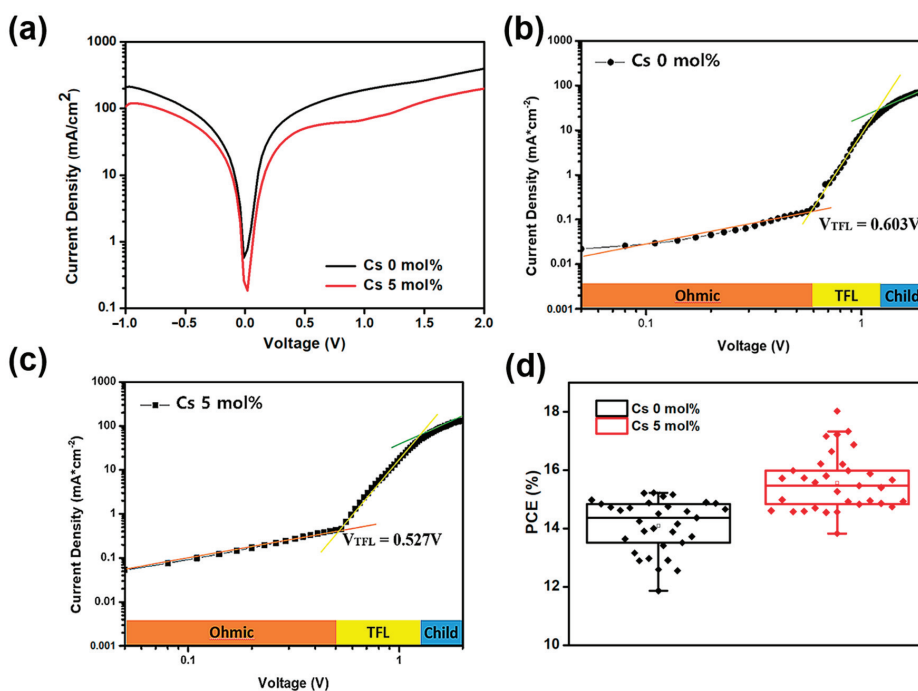 (a)
1000
100
10
1
0.1
Current Density (mA/cm²)
Cs 0 mol%
Cs 5 mol%
−1.0 −0.5 0.0 0.5 1.0 1.5 2.0
Voltage (V)
(b)
1000
100
10
1
0.1
0.01
0.001
Current Density (mA*cm⁻²)
Cs 0 mol%
VTFL = 0.603V
Ohmic TFL Child
0.1 1
Voltage (V)
(c)
1000
100
10
1
0.1
0.01
0.001
Current Density (mA*cm⁻²)
Cs 5 mol%
VTFL = 0.527V
Ohmic TFL Child
0.1 1
Voltage (V)
(d)
18
16
14
12
10
PCE (%)
Cs 0 mol%
Cs 5 mol%